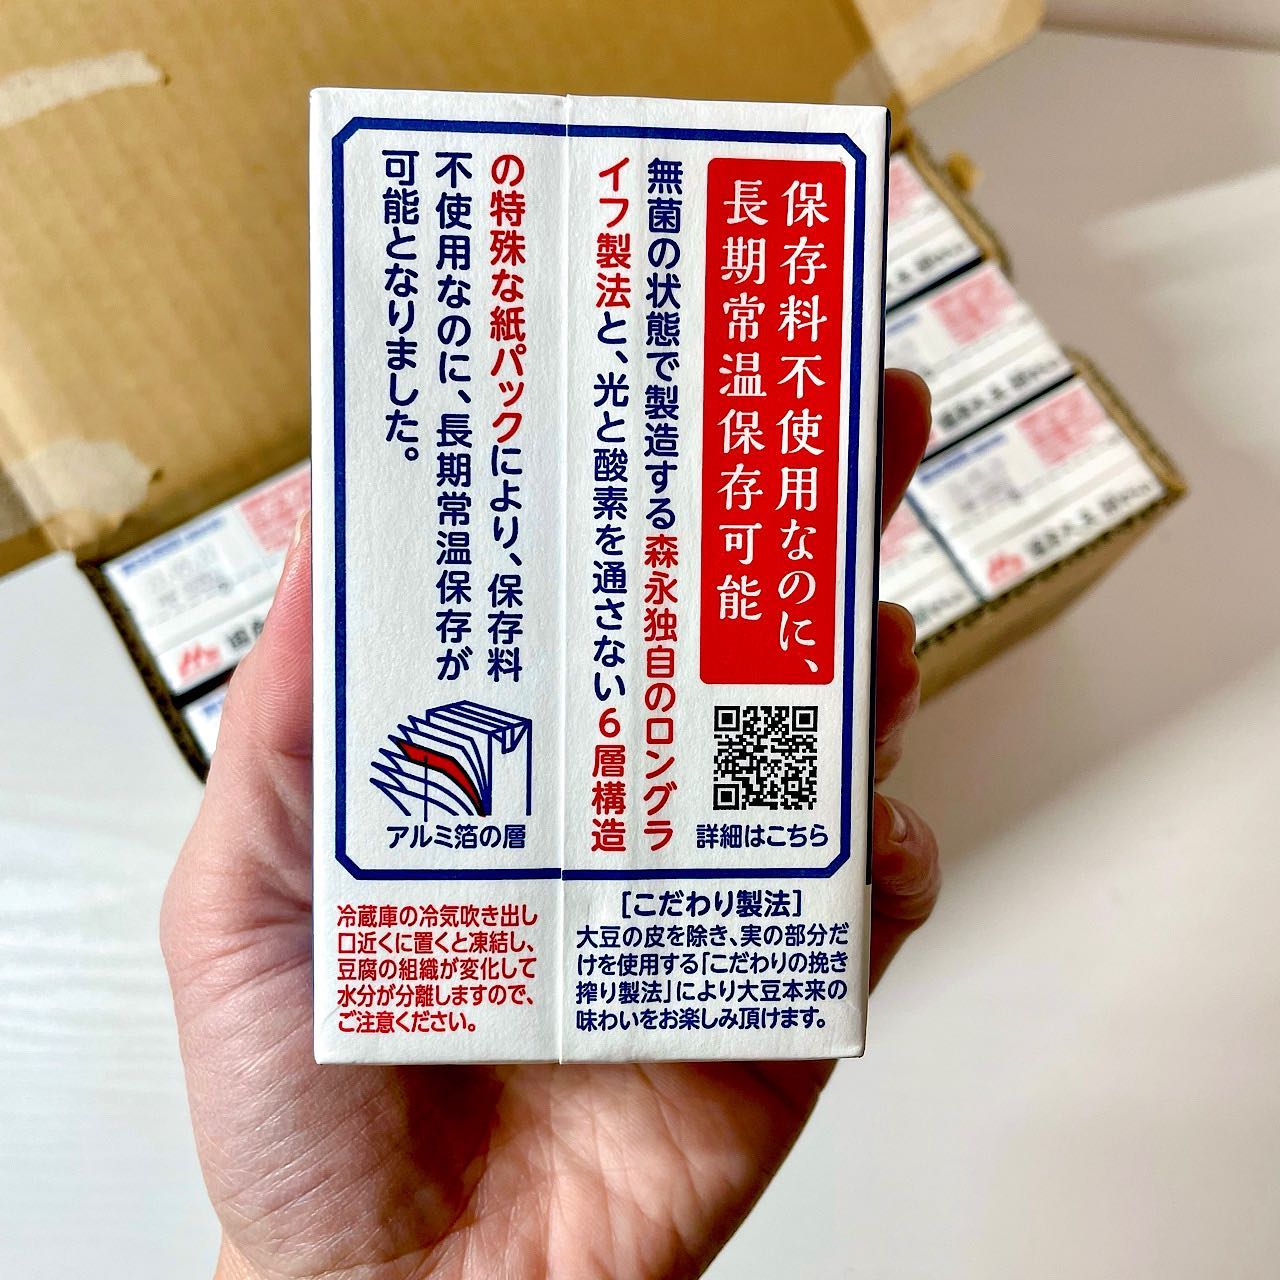 保存料不使用なのに、
長期常温保存可能
無菌の状態で製造する森永独自のロングラ
イフ製法と、光と酸素を通さない6層構造
の特殊な紙パックにより、保存料
不使用なのに、長期常温保存が
可能となりました。
アルミ箔の層
詳細はこちら
冷蔵庫の冷気吹き出し
口近くに置くと凍結し、
豆腐の組織が変化して
水分が分離しますので、
ご注意ください。
[こだわり製法]
大豆の皮を除き、実の部分だ
けを使用する「こだわりの挽き
搾り製法」により大豆本来の
味わいをお楽しみ頂けます。